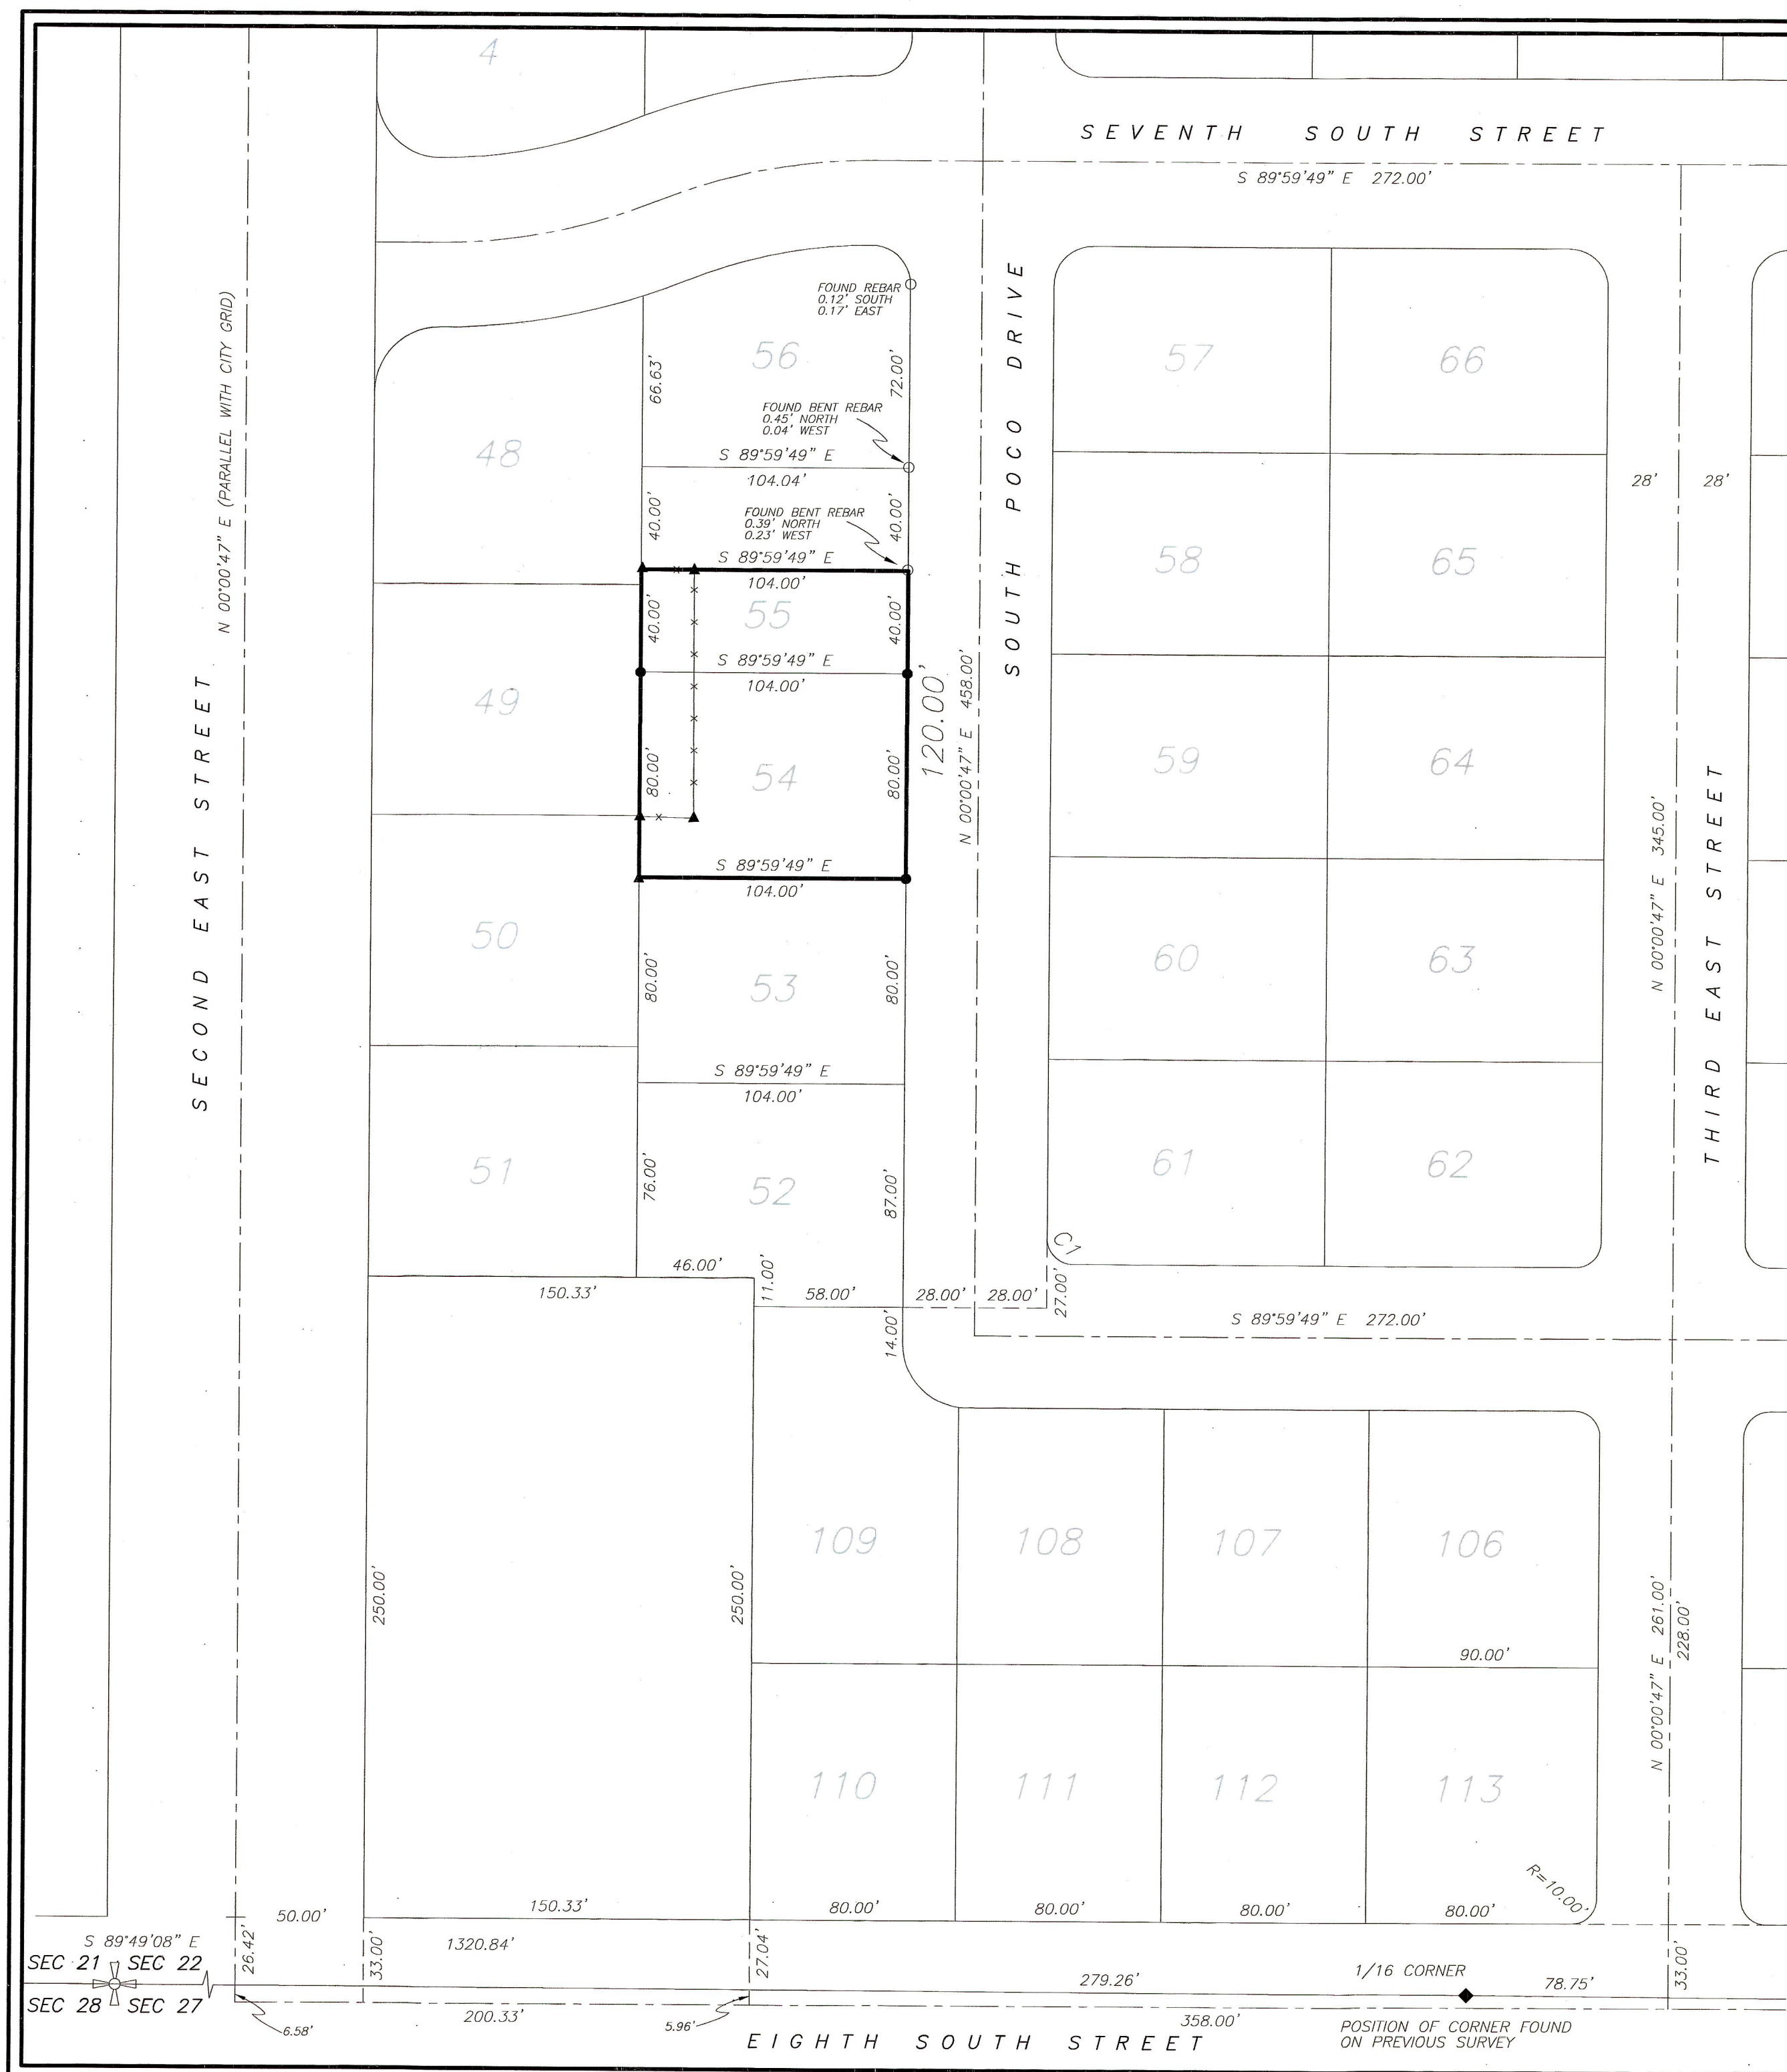 4
SEVENTH SOUTH STREET
S 89°59'49" E 272.00'
N 00°00'47" E (PARALLEL WITH CITY GRID)
SECOND EAST STREET
SOUTH POCO DRIVE
FOUND REBAR
0.12' SOUTH
0.17' EAST
56
66.63'
72.00'
57
66
FOUND BENT REBAR
0.45' NORTH
0.04' WEST
48
S 89°59'49" E
104.04'
28'
28'
FOUND BENT REBAR
0.39' NORTH
0.23' WEST
40.00'
40.00'
S 89°59'49" E
104.00'
58
65
55
40.00'
40.00'
S 89°59'49" E
104.00'
49
120.00'
N 00°00'47" E 458.00'
54
80.00'
80.00'
59
64
S 89°59'49" E
104.00'
N 00°00'47" E 345.00'
THIRD EAST STREET
50
53
80.00'
80.00'
60
63
S 89°59'49" E
104.00'
51
76.00'
52
87.00'
61
62
C1
46.00'
11.00'
150.33'
58.00'
28.00'
28.00'
27.00'
14.00'
S 89°59'49" E 272.00'
109
108
107
106
250.00'
250.00'
N 00°00'47" E 261.00'
228.00'
90.00'
110
111
112
113
R=10.00'
50.00'
150.33'
80.00'
80.00'
80.00'
80.00'
S 89°49'08" E
26.42'
33.00'
1320.84'
27.04'
33.00'
SEC 21
SEC 22
1/16 CORNER
279.26'
78.75'
SEC 28
SEC 27
6.58'
200.33'
5.96'
358.00'
POSITION OF CORNER FOUND
ON PREVIOUS SURVEY
EIGHTH SOUTH STREET